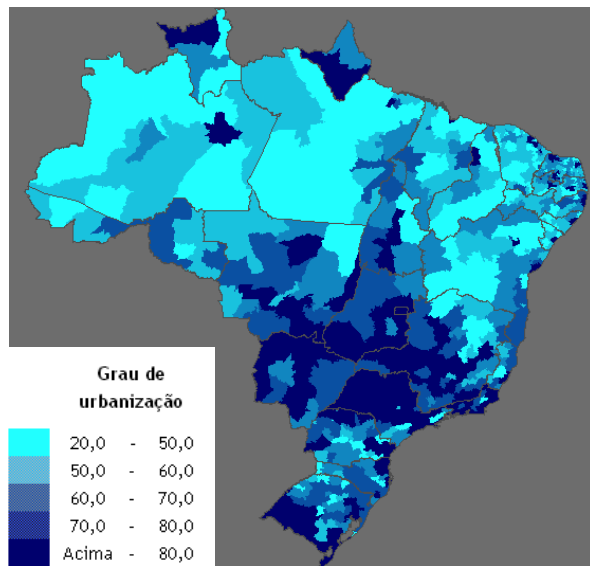 Grau de
urbanização
20,0 - 50,0
50,0 - 60,0
60,0 - 70,0
70,0 - 80,0
Acima - 80,0